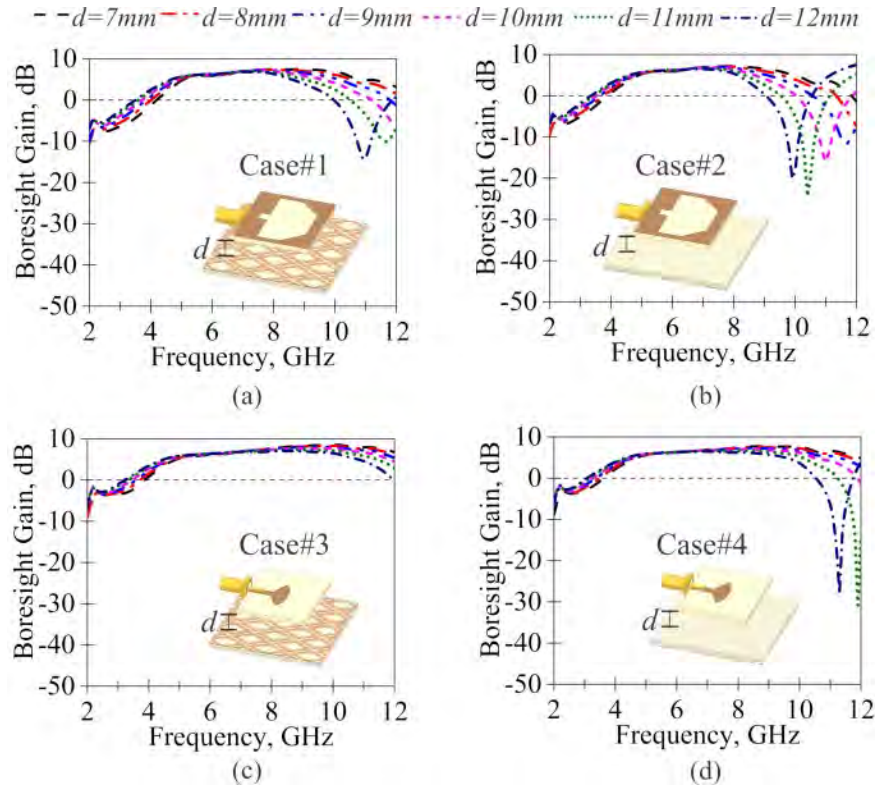 d=7mm d=8mm d=9mm d=10mm d=11mm d=12mm
10
0
-10
-20
-30
-40
-50
Boresight Gain, dB
Case#1
d
2 4 6 8 10 12
Frequency, GHz
(a)
10
0
-10
-20
-30
-40
-50
Boresight Gain, dB
Case#2
d
2 4 6 8 10 12
Frequency, GHz
(b)
10
0
-10
-20
-30
-40
-50
Boresight Gain, dB
Case#3
d
2 4 6 8 10 12
Frequency, GHz
(c)
10
0
-10
-20
-30
-40
-50
Boresight Gain, dB
Case#4
d
2 4 6 8 10 12
Frequency, GHz
(d)